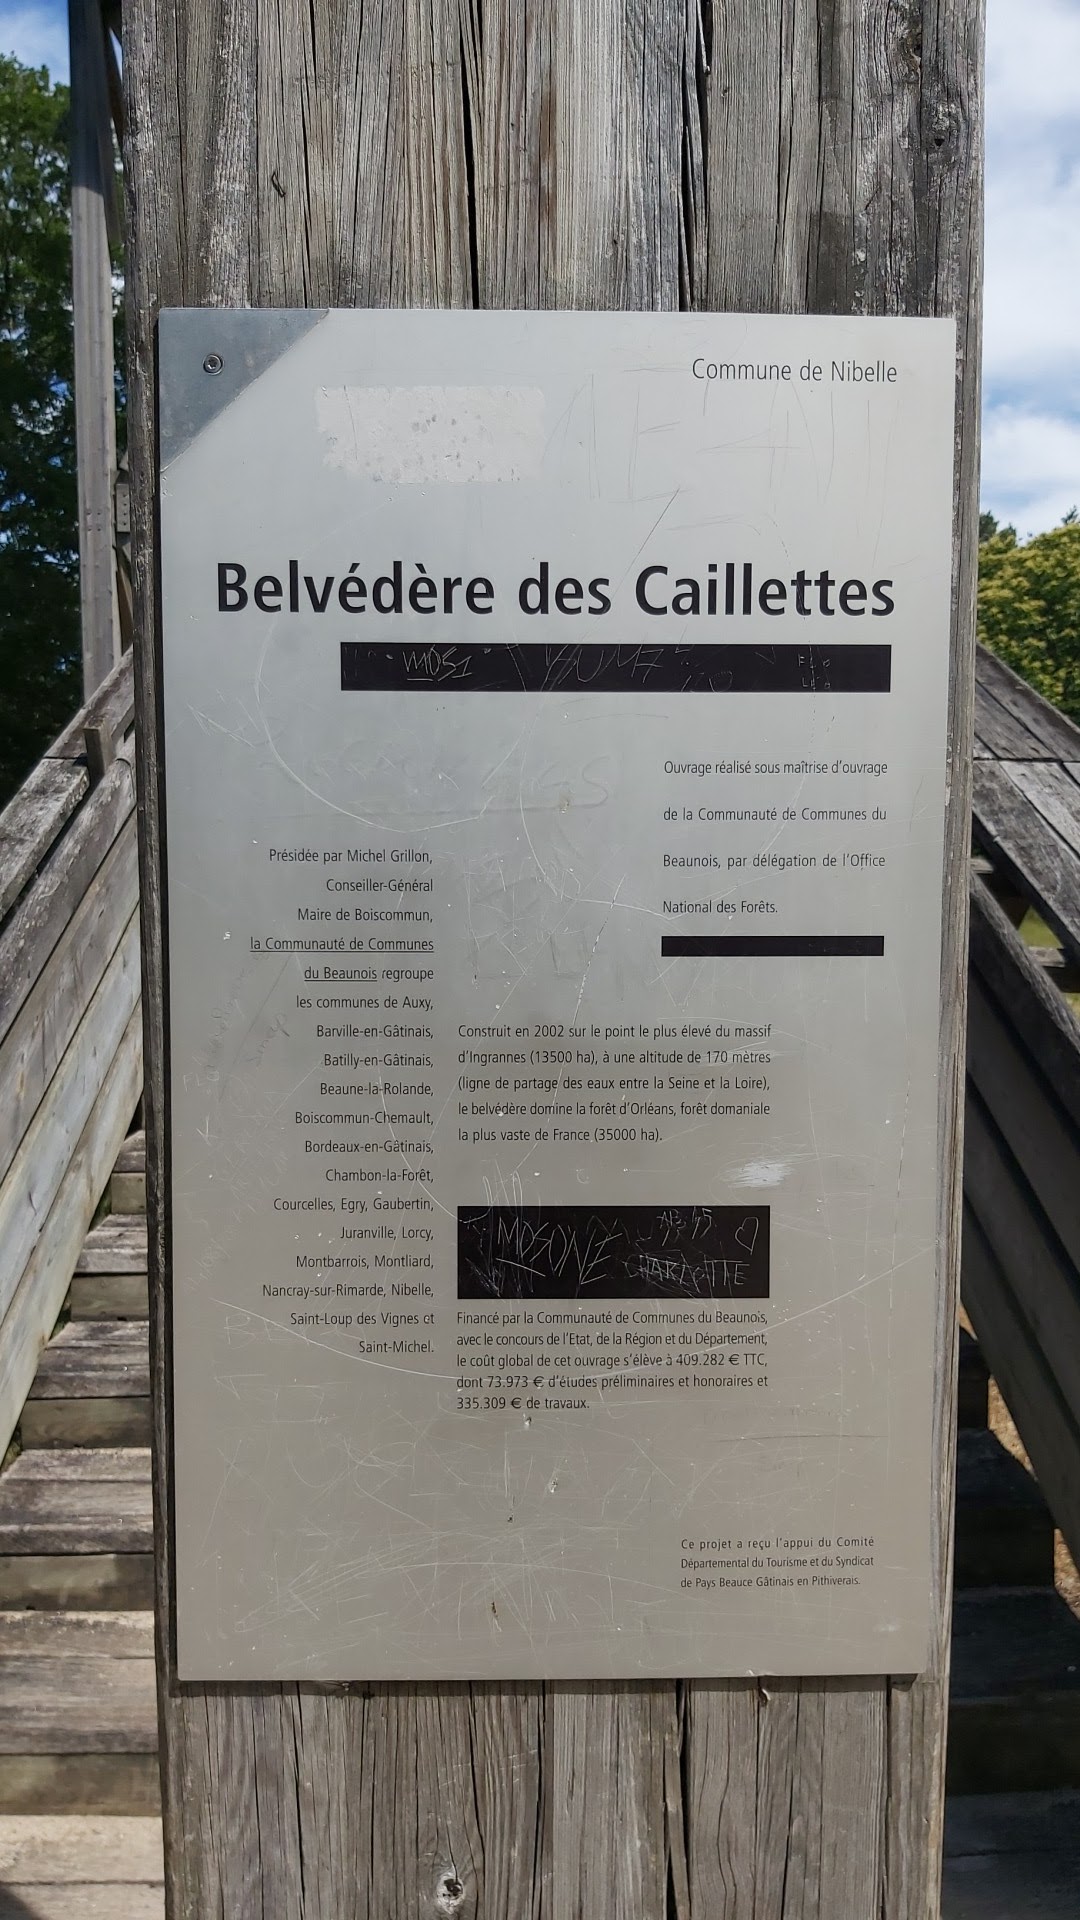 Commune de Nibelle
Belvédère des Caillettes
MOS1
Ouvrage réalisé sous maîtrise d'ouvrage
de la Communauté de Communes du
Beaunois, par délégation de l'Office
National des Forêts.
Présidée par Michel Grillon,
Conseiller-Général
Maire de Boiscommun,
la Communauté de Communes
du Beaunois regroupe
les communes de Auxy,
Barville-en-Gâtinais,
Batilly-en-Gâtinais,
Beaune-la-Rolande,
Boiscommun-Chemault,
Bordeaux-en-Gâtinais,
Chambon-la-Forêt,
Courcelles, Egry, Gaubertin,
Juranville, Lorcy,
Montbarrois, Montliard,
Nancray-sur-Rimarde, Nibelle,
Saint-Loup des Vignes et
Saint-Michel.
Construit en 2002 sur le point le plus élevé du massif
d'Ingrannes (13500 ha), à une altitude de 170 mètres
(ligne de partage des eaux entre la Seine et la Loire),
le belvédère domine la forêt d'Orléans, forêt domaniale
la plus vaste de France (35000 ha).
CHARLOTTE
Financé par la Communauté de Communes du Beaunois,
avec le concours de l'Etat, de la Région et du Département,
le coût global de cet ouvrage s'élève à 409.282 € TTC,
dont 73.973 € d'études préliminaires et honoraires et
335.309 € de travaux.
Ce projet a reçu l'appui du Comité
Départemental du Tourisme et du Syndicat
de Pays Beauce Gâtinais en Pithiverais.